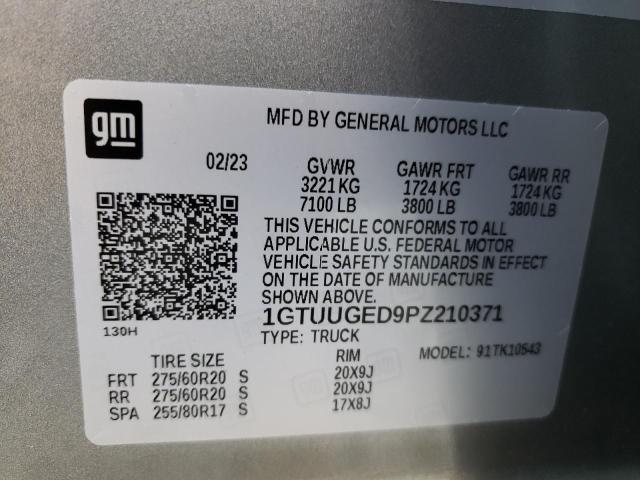 gm
MFD BY GENERAL MOTORS LLC
02/23
GVWR GAWR FRT GAWR RR
3221 KG 1724 KG 1724 KG
7100 LB 3800 LB 3800 LB
THIS VEHICLE CONFORMS TO ALL
APPLICABLE U.S. FEDERAL MOTOR
VEHICLE SAFETY STANDARDS IN EFFECT
ON THE DATE OF MANUFACTURE
SHOWN ABOVE.
130H
1GTUUGED9PZ210371
TYPE: TRUCK MODEL: 91TK10543
TIRE SIZE RIM
FRT 275/60R20 S 20X9J
RR 275/60R20 S 20X9J
SPA 255/80R17 S 17X8J